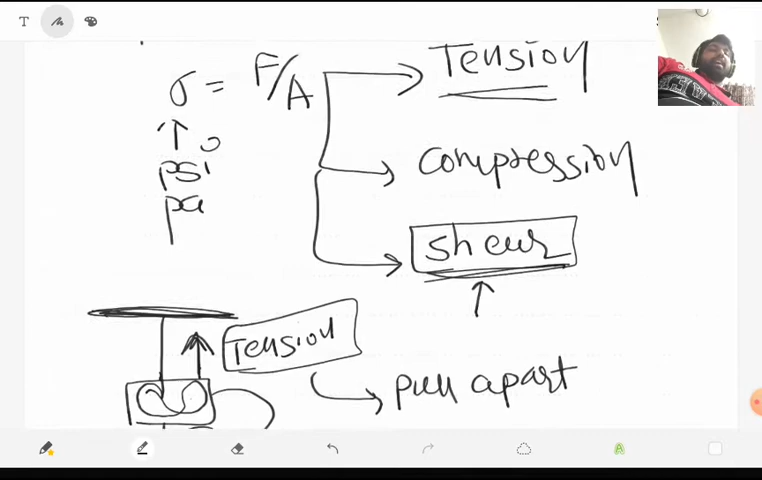 T
σ = F/A
Tension
psi
pa
compression
shear
Tension
pull apart
A